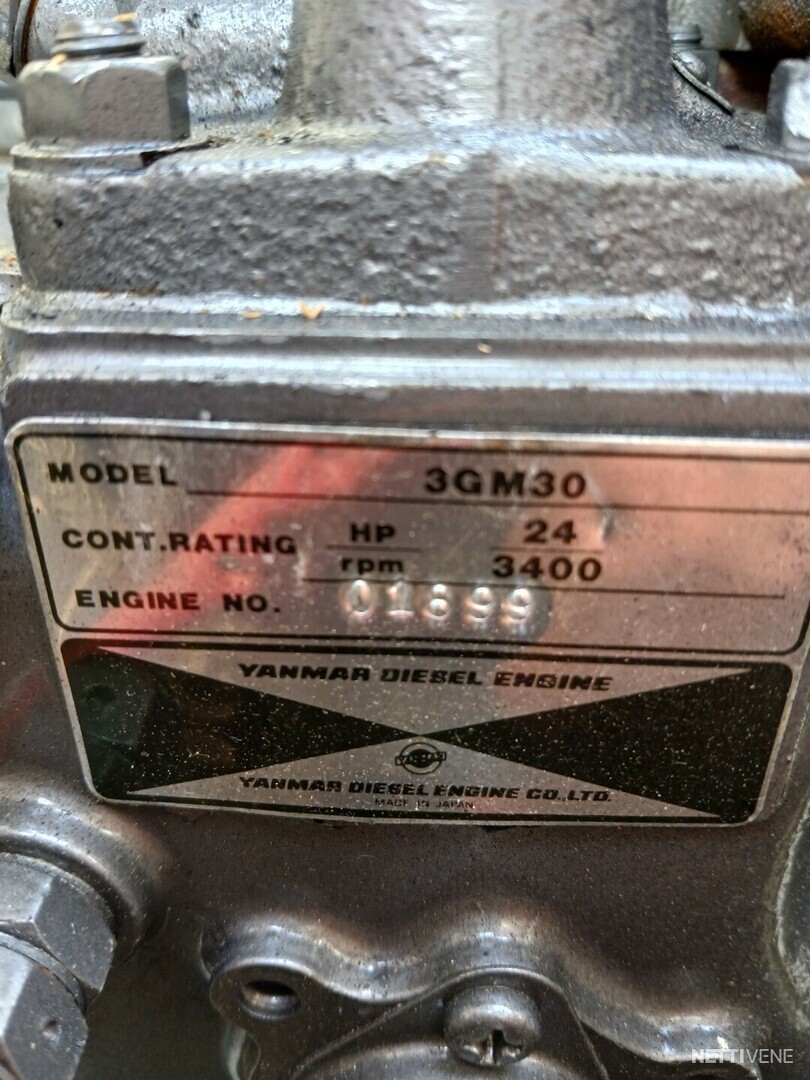 MODEL 3GM30
CONT.RATING HP 24
rpm 3400
ENGINE NO. 01899
YANMAR DIESEL ENGINE
YANMAR
YANMAR DIESEL ENGINE CO.,LTD.
MADE IN JAPAN
NETTIVENE